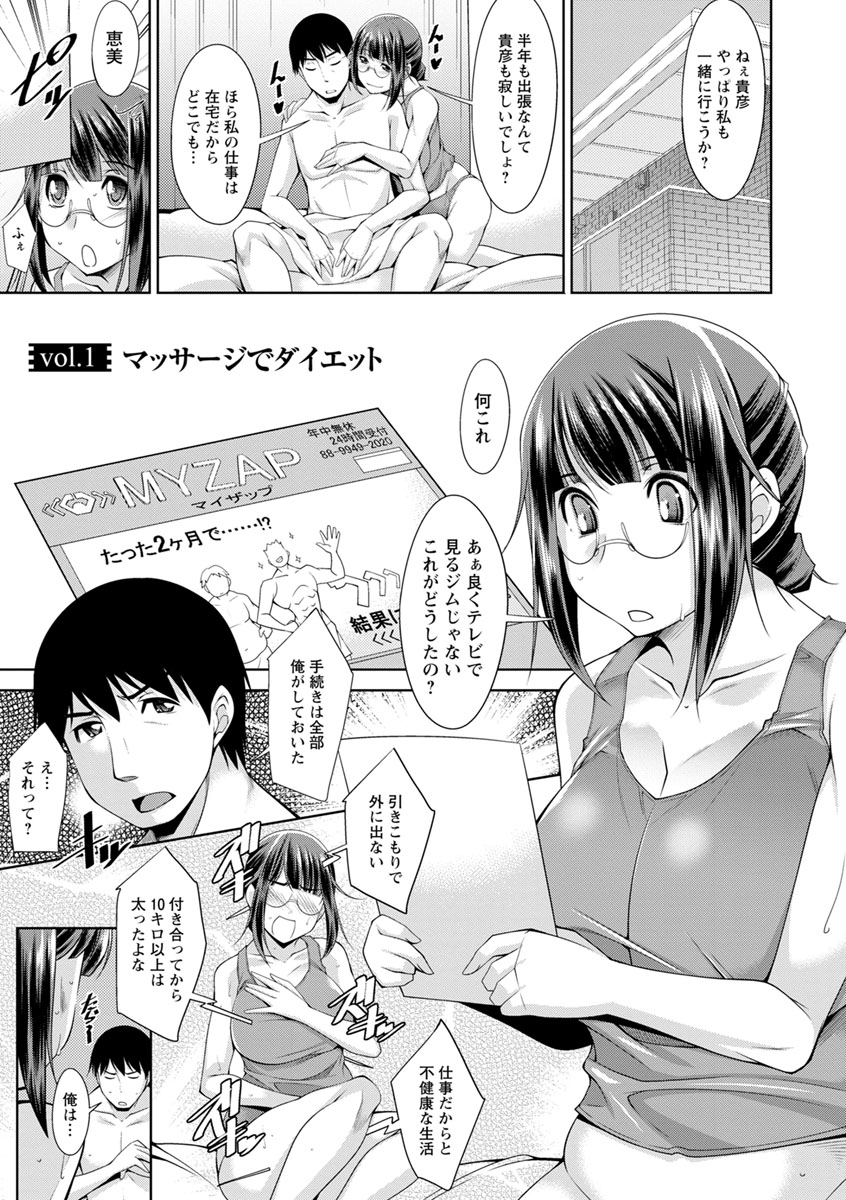 ねぇ貴彦
やっぱり私も
一緒に行こうか?
半年も出張なんて
貴彦も寂しいでしょ?
ん〜♥
ん〜♥
ほら私の仕事は
在宅だから
どこでも…
恵美
ピッ
ふぇ
vol.1 マッサージでダイエット
何これ
年中無休
24時間受付
88-9949-2020
MYZAP
マイザップ
たった2ヶ月で……!?
結果に
あぁ良くテレビで
見るジムじゃない
これがどうしたの?
手続きは全部
俺がしておいた
え…
それって?
引きこもりで
外に出ない
付き合ってから
10キロ以上は
太ったよな
仕事だからと
不健康な生活
俺は…